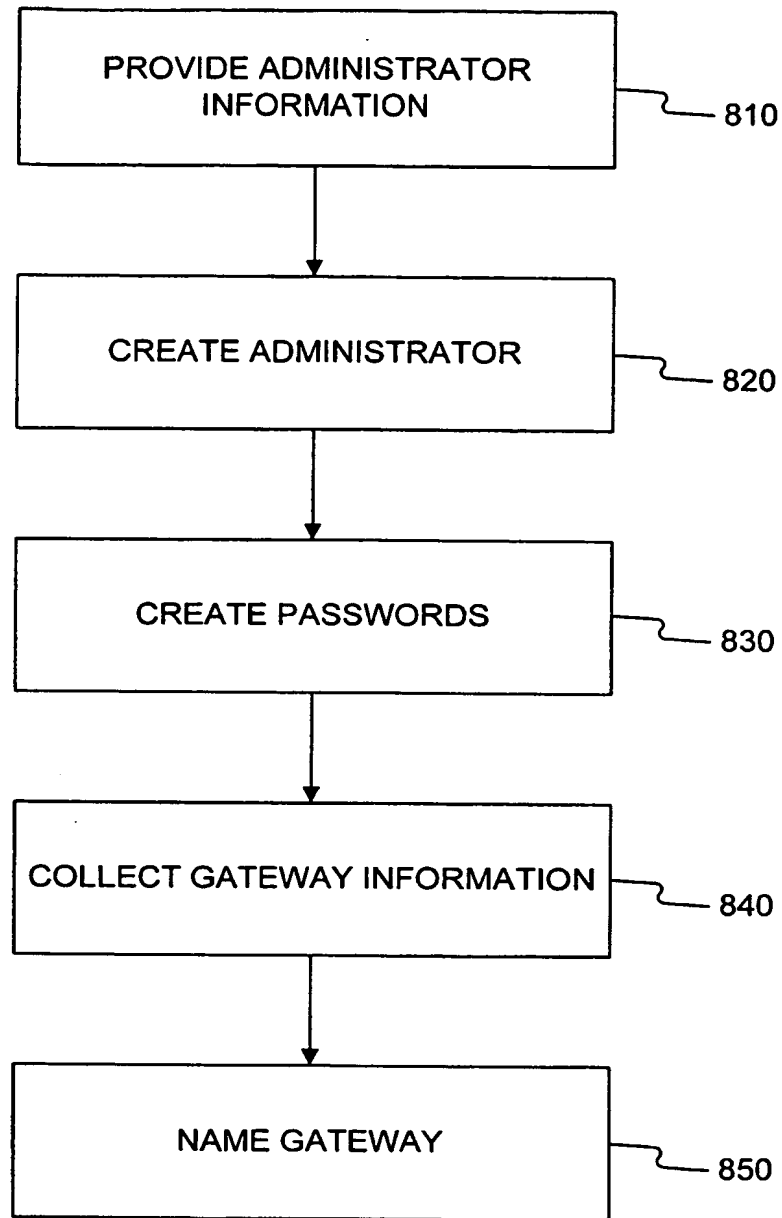 PROVIDE ADMINISTRATOR
INFORMATION
810
CREATE ADMINISTRATOR
820
CREATE PASSWORDS
830
COLLECT GATEWAY INFORMATION
840
NAME GATEWAY
850